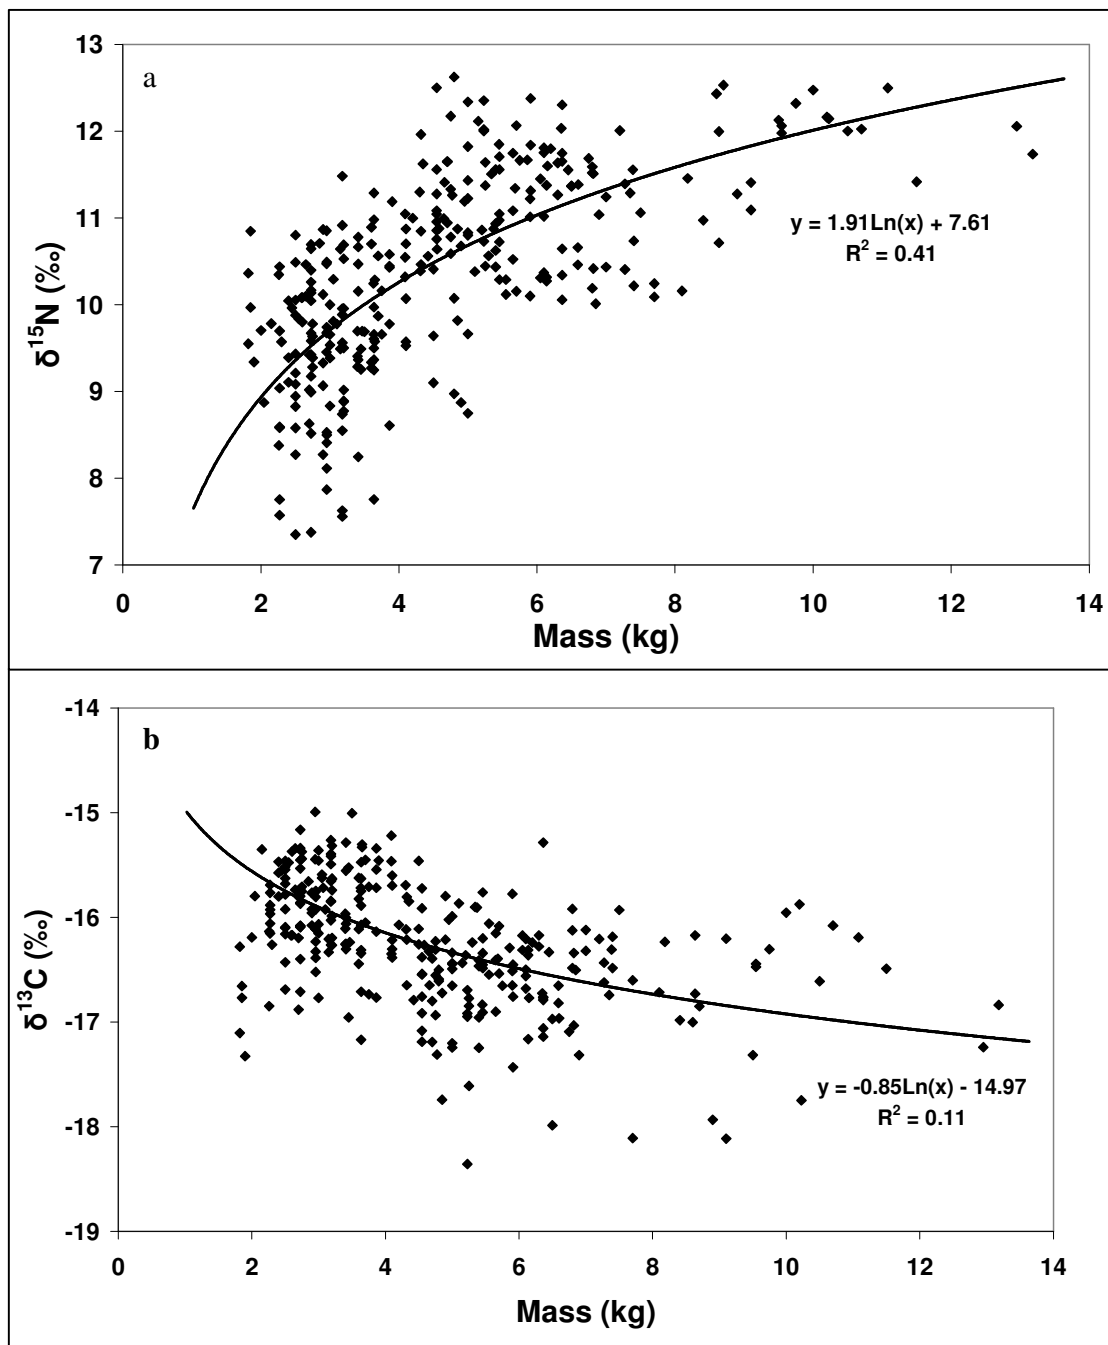 a
13
12
11
10
9
8
7
δ¹⁵N (‰)
y = 1.91Ln(x) + 7.61
R² = 0.41
0 2 4 6 8 10 12 14
Mass (kg)
b
-14
-15
-16
-17
-18
-19
δ¹³C (‰)
y = -0.85Ln(x) - 14.97
R² = 0.11
0 2 4 6 8 10 12 14
Mass (kg)